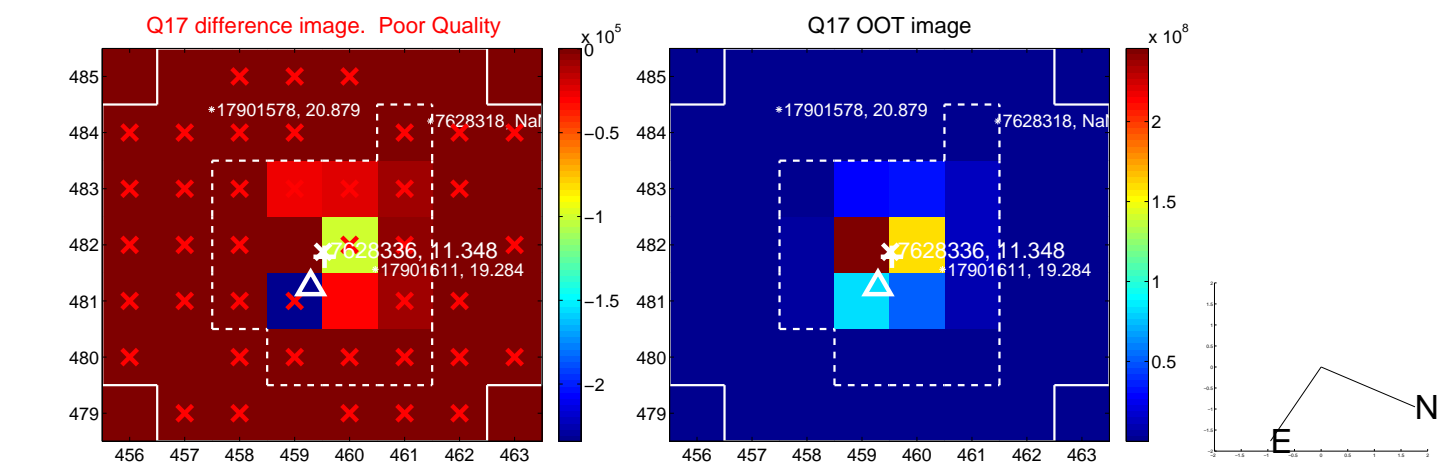 Q17 difference image. Poor Quality
Q17 OOT image
x 10^5
x 10^8
485
484
483
482
481
480
479
456 457 458 459 460 461 462 463
*17901578, 20.879
*7628318, NaN
7628336, 11.348
*17901611, 19.284
0
−0.5
−1
−1.5
−2
456 457 458 459 460 461 462 463
485
484
483
482
481
480
479
*17901578, 20.879
*7628318, NaN
7628336, 11.348
*17901611, 19.284
2
1.5
1
0.5
N
E